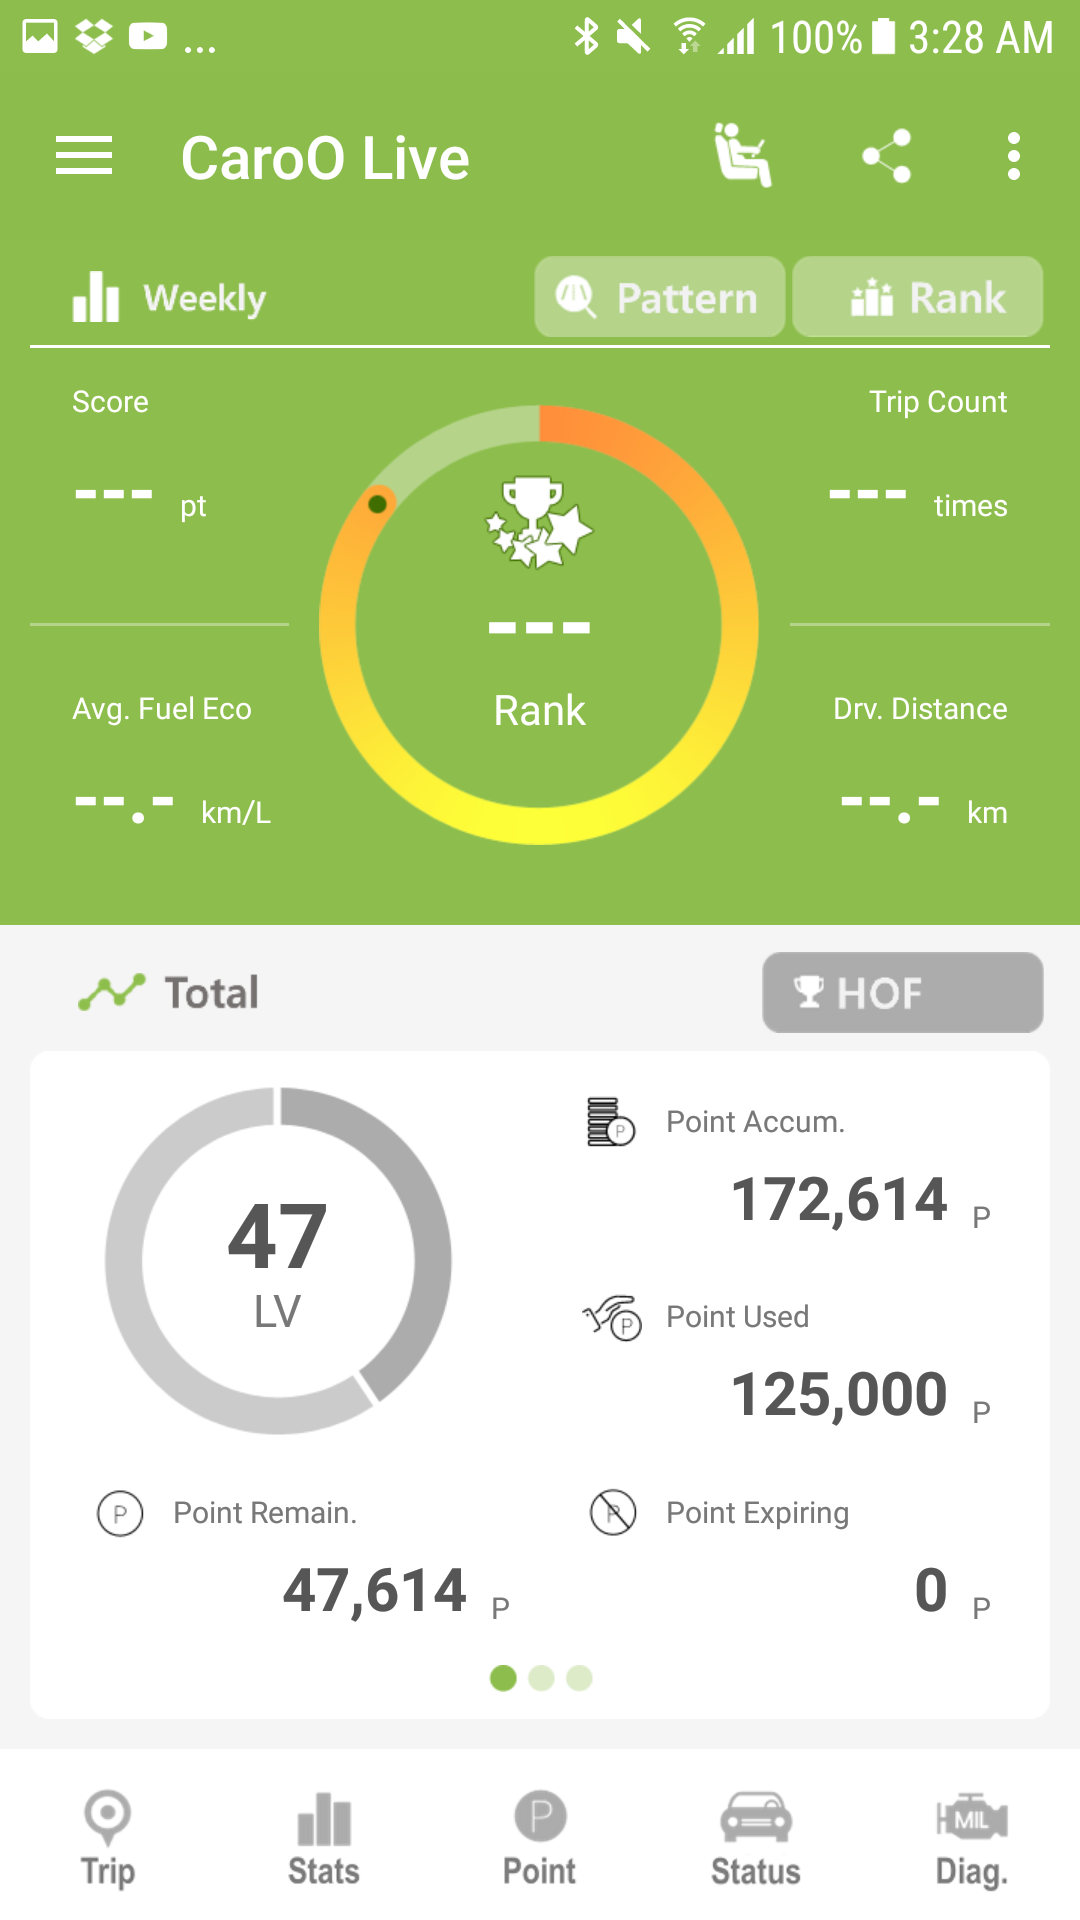 ... 100% 3:28 AM
CaroO Live
Weekly Pattern Rank
Score Trip Count
--- pt --- times
---
Rank
Avg. Fuel Eco Drv. Distance
--.- km/L --.- km
Total HOF
47
LV
P Point Accum.
172,614 P
P Point Used
125,000 P
P Point Remain. P Point Expiring
47,614 P 0 P
P MIL
Trip Stats Point Status Diag.